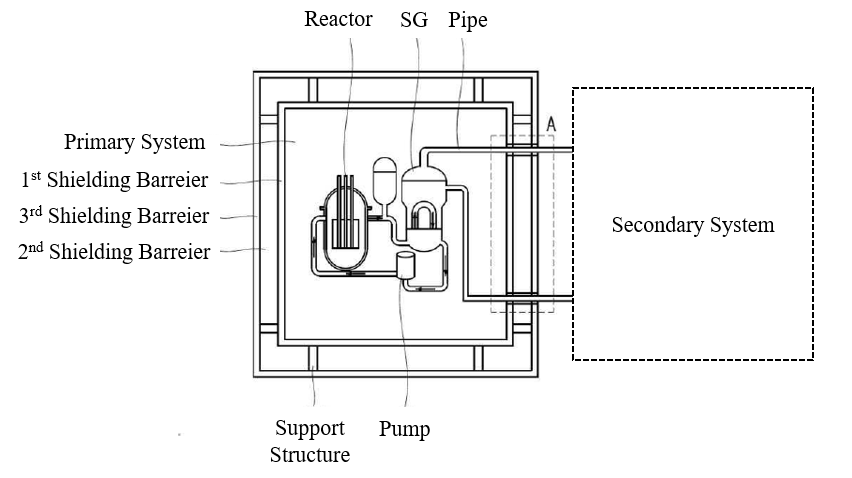 Reactor SG Pipe
A
Primary System
1st Shielding Barreier
3rd Shielding Barreier
2nd Shielding Barreier
Secondary System
Support
Structure
Pump